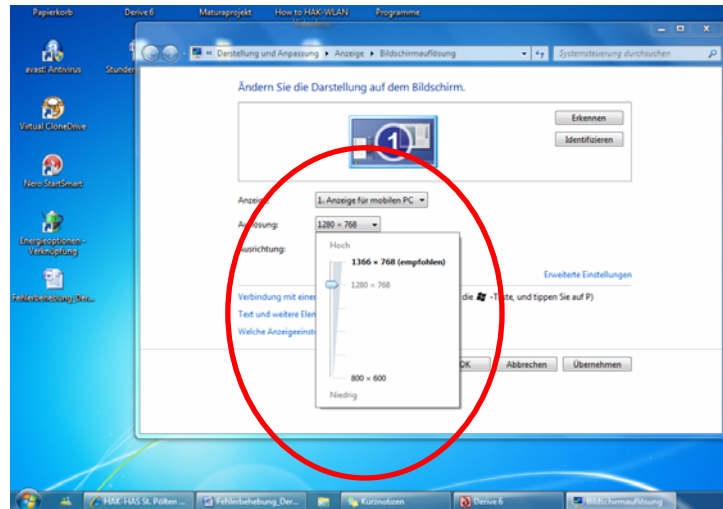 Papierkorb Derive 6 Maturaprojekt How to HAK-WLAN Programme
avast! Antivirus
Virtual CloneDrive
Nero StartSmart
Energieoptionen - Verknüpfung
Darstellung und Anpassung Anzeige Bildschirmauflösung Systemsteuerung durchsuchen
Ändern Sie die Darstellung auf dem Bildschirm.
1
Erkennen
Identifizieren
Anzeige: 1. Anzeige für mobilen PC
Auflösung: 1280 × 768
Ausrichtung:
Hoch
1366 × 768 (empfohlen)
1280 × 768
800 × 600
Niedrig
Erweiterte Einstellungen
Verbindung mit einem die -Taste, und tippen Sie auf P)
Text und weitere
Welche
OK Abbrechen Übernehmen
HAK-HAS St. Pölten ... Fehlerbehebung_Der... Kurznotizen Derive 6 Bildschirmauflösung